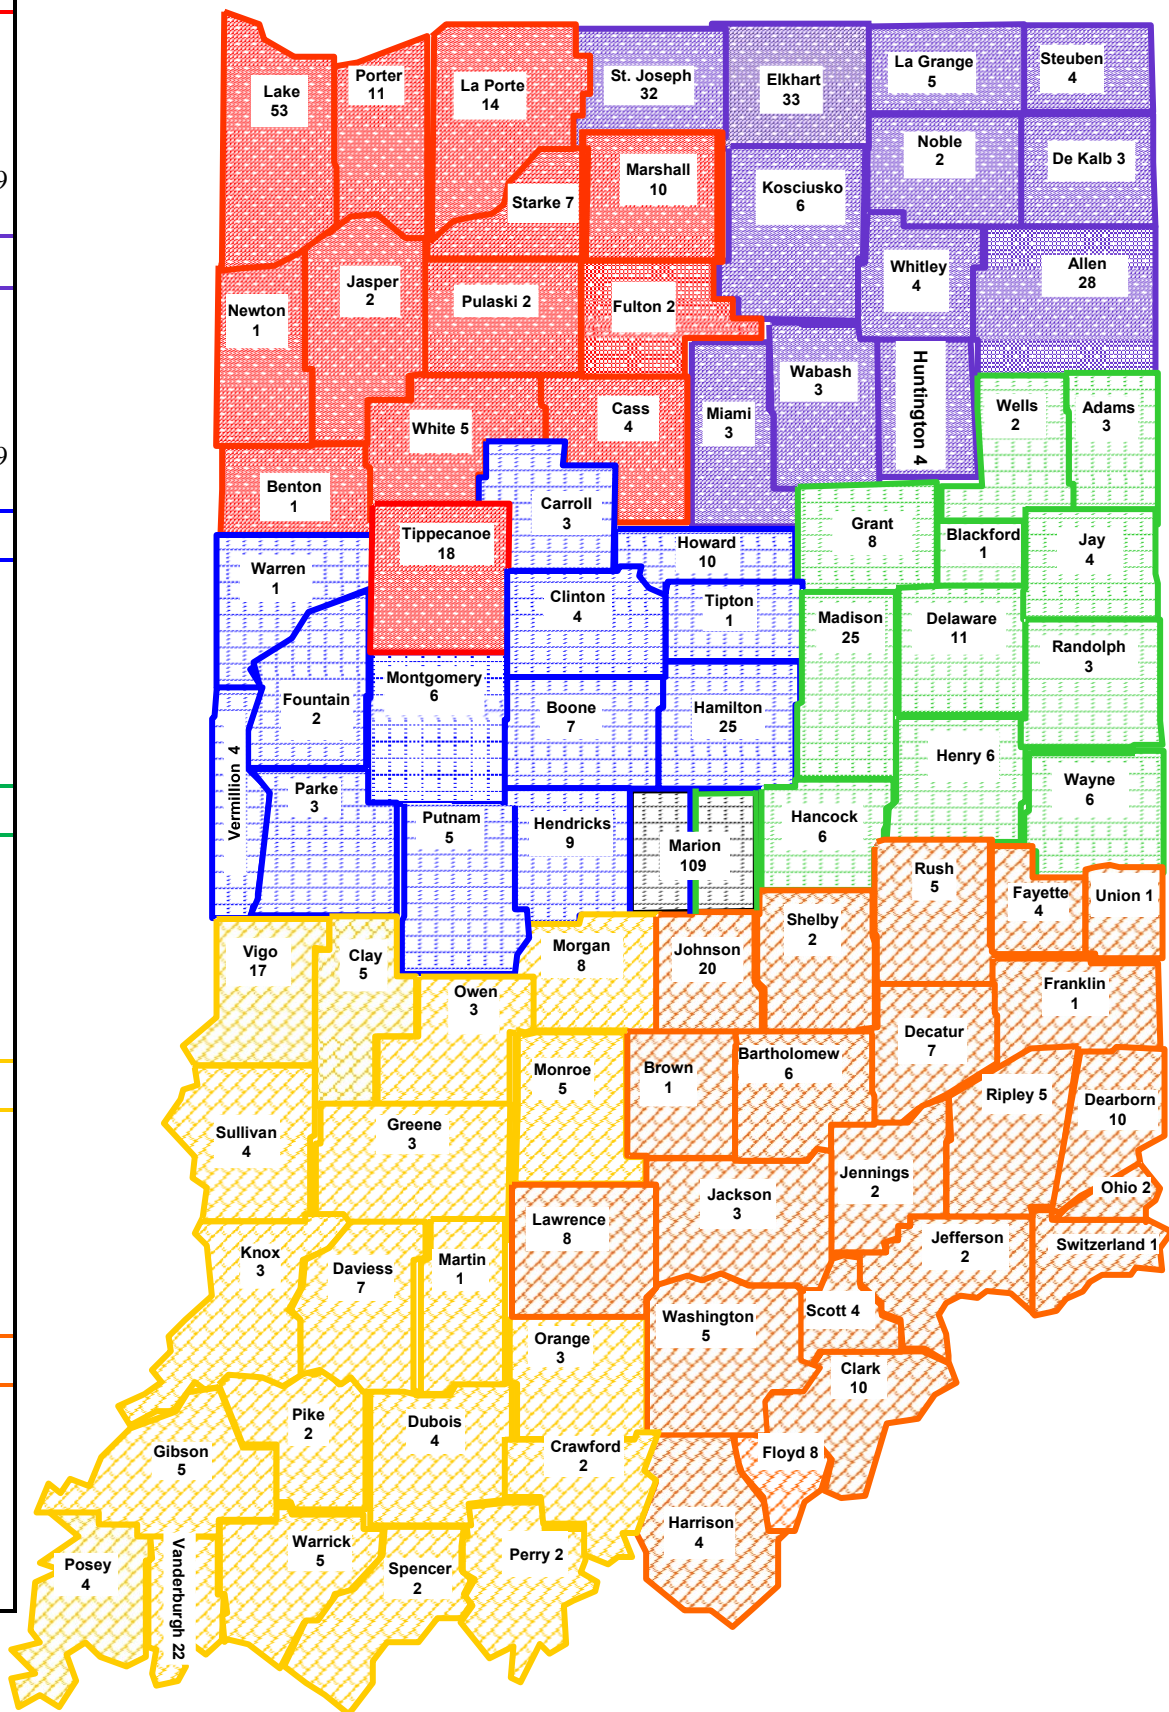 Lake
53
Porter
11
La Porte
14
St. Joseph
32
Elkhart
33
La Grange
5
Steuben
4
9
Starke 7
Marshall
10
Kosciusko
6
Noble
2
De Kalb 3
Newton
1
Jasper
2
Pulaski 2
Fulton 2
Whitley
4
Allen
28
9
White 5
Cass
4
Miami
3
Wabash
3
Huntington 4
Wells
2
Adams
3
Benton
1
Carroll
3
Tippecanoe
18
Howard
10
Grant
8
Blackford
1
Jay
4
Warren
1
Clinton
4
Tipton
1
Madison
25
Delaware
11
Randolph
3
Fountain
2
Montgomery
6
Boone
7
Hamilton
25
Henry 6
Wayne
6
Vermillion 4
Parke
3
Putnam
5
Hendricks
9
Marion
109
Hancock
6
Rush
5
Fayette
4
Union 1
Vigo
17
Clay
5
Owen
3
Morgan
8
Johnson
20
Shelby
2
Franklin
1
Decatur
7
Sullivan
4
Greene
3
Monroe
5
Brown
1
Bartholomew
6
Ripley 5
Dearborn
10
Jennings
2
Ohio 2
Knox
3
Daviess
7
Martin
1
Lawrence
8
Jackson
3
Jefferson
2
Switzerland 1
Orange
3
Washington
5
Scott 4
Clark
10
Gibson
5
Pike
2
Dubois
4
Crawford
2
Floyd 8
Harrison
4
Posey
4
Vanderburgh 22
Warrick
5
Spencer
2
Perry 2